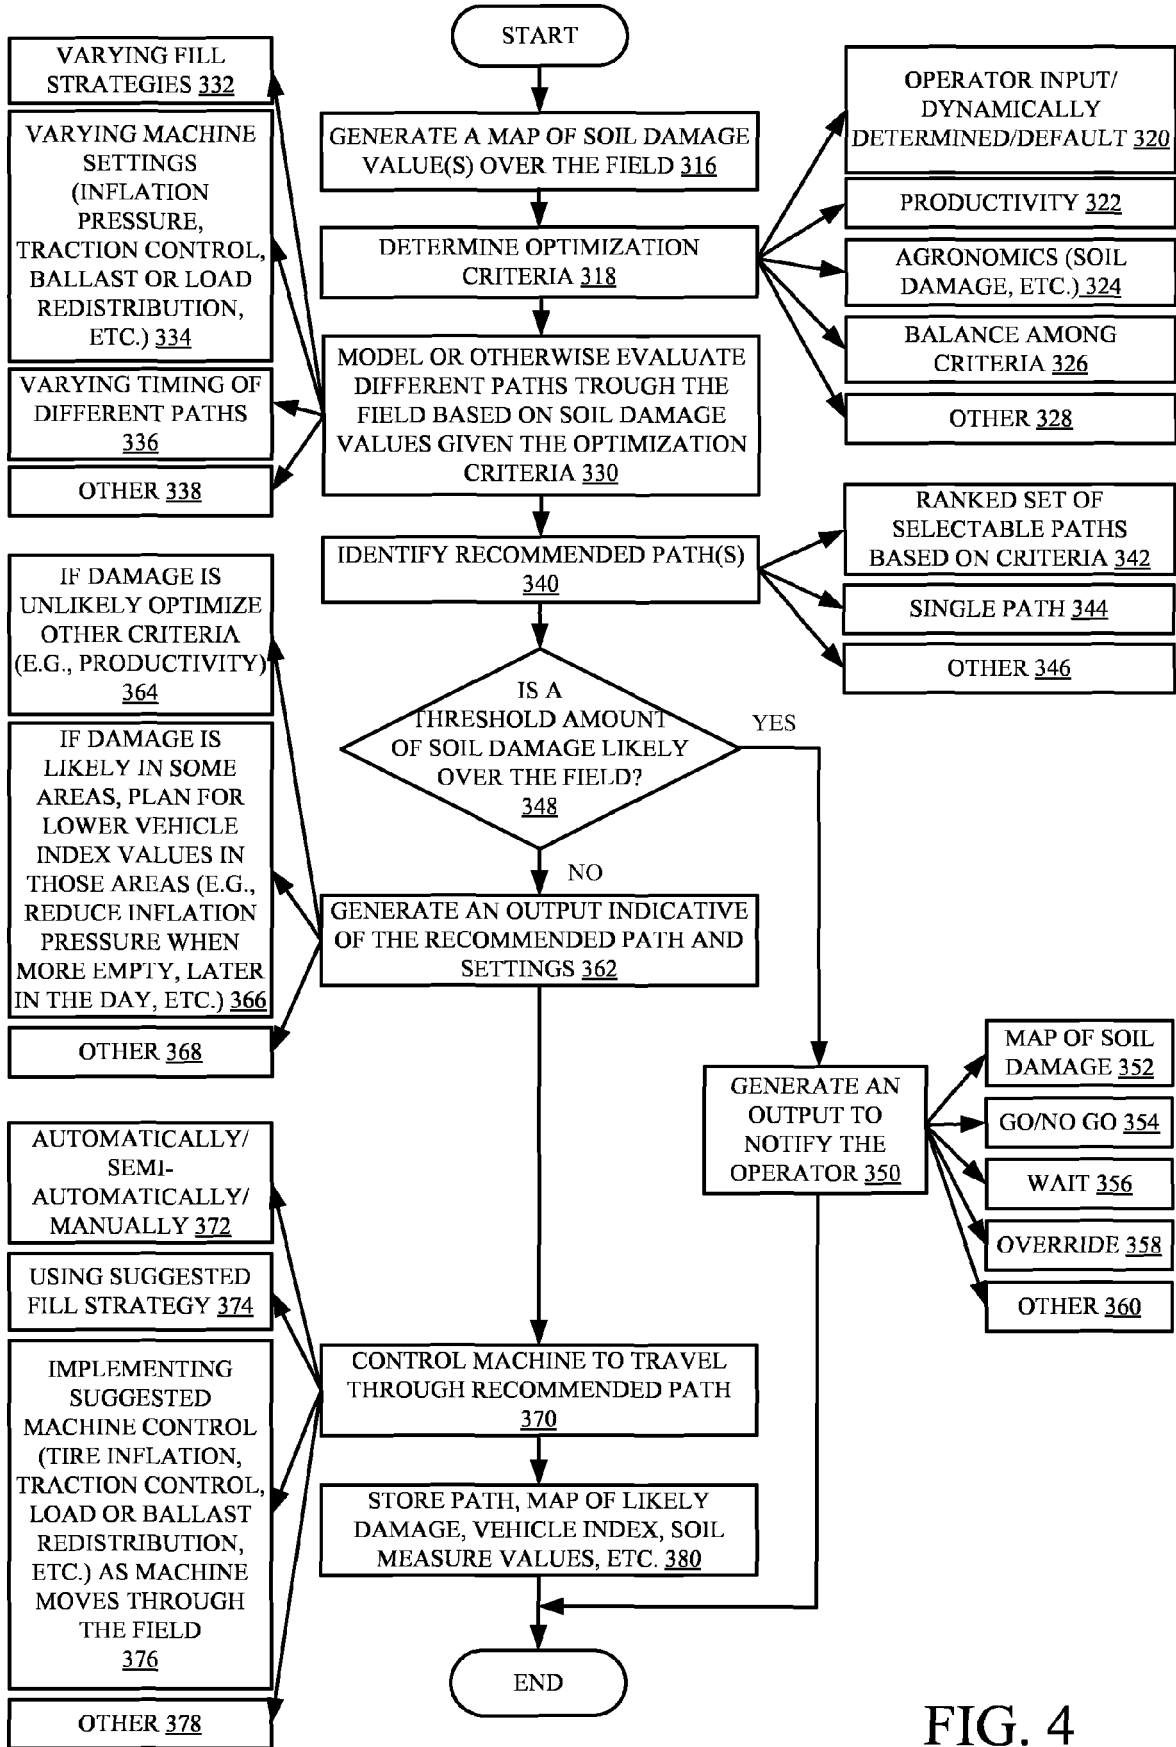 START
GENERATE A MAP OF SOIL DAMAGE
VALUE(S) OVER THE FIELD 316
DETERMINE OPTIMIZATION
CRITERIA 318
OPERATOR INPUT/
DYNAMICALLY
DETERMINED/DEFAULT 320
PRODUCTIVITY 322
AGRONOMICS (SOIL
DAMAGE, ETC.) 324
BALANCE AMONG
CRITERIA 326
OTHER 328
MODEL OR OTHERWISE EVALUATE
DIFFERENT PATHS TROUGH THE
FIELD BASED ON SOIL DAMAGE
VALUES GIVEN THE OPTIMIZATION
CRITERIA 330
VARYING FILL
STRATEGIES 332
VARYING MACHINE
SETTINGS
(INFLATION
PRESSURE,
TRACTION CONTROL,
BALLAST OR LOAD
REDISTRIBUTION,
ETC.) 334
VARYING TIMING OF
DIFFERENT PATHS
336
OTHER 338
IDENTIFY RECOMMENDED PATH(S)
340
RANKED SET OF
SELECTABLE PATHS
BASED ON CRITERIA 342
SINGLE PATH 344
OTHER 346
IS A
THRESHOLD AMOUNT
OF SOIL DAMAGE LIKELY
OVER THE FIELD?
348
YES
NO
GENERATE AN
OUTPUT TO
NOTIFY THE
OPERATOR 350
MAP OF SOIL
DAMAGE 352
GO/NO GO 354
WAIT 356
OVERRIDE 358
OTHER 360
GENERATE AN OUTPUT INDICATIVE
OF THE RECOMMENDED PATH AND
SETTINGS 362
IF DAMAGE IS
UNLIKELY OPTIMIZE
OTHER CRITERIA
(E.G., PRODUCTIVITY)
364
IF DAMAGE IS
LIKELY IN SOME
AREAS, PLAN FOR
LOWER VEHICLE
INDEX VALUES IN
THOSE AREAS (E.G.,
REDUCE INFLATION
PRESSURE WHEN
MORE EMPTY, LATER
IN THE DAY, ETC.) 366
OTHER 368
CONTROL MACHINE TO TRAVEL
THROUGH RECOMMENDED PATH
370
AUTOMATICALLY/
SEMI-
AUTOMATICALLY/
MANUALLY 372
USING SUGGESTED
FILL STRATEGY 374
IMPLEMENTING
SUGGESTED
MACHINE CONTROL
(TIRE INFLATION,
TRACTION CONTROL,
LOAD OR BALLAST
REDISTRIBUTION,
ETC.) AS MACHINE
MOVES THROUGH
THE FIELD
376
OTHER 378
STORE PATH, MAP OF LIKELY
DAMAGE, VEHICLE INDEX, SOIL
MEASURE VALUES, ETC. 380
END
FIG. 4